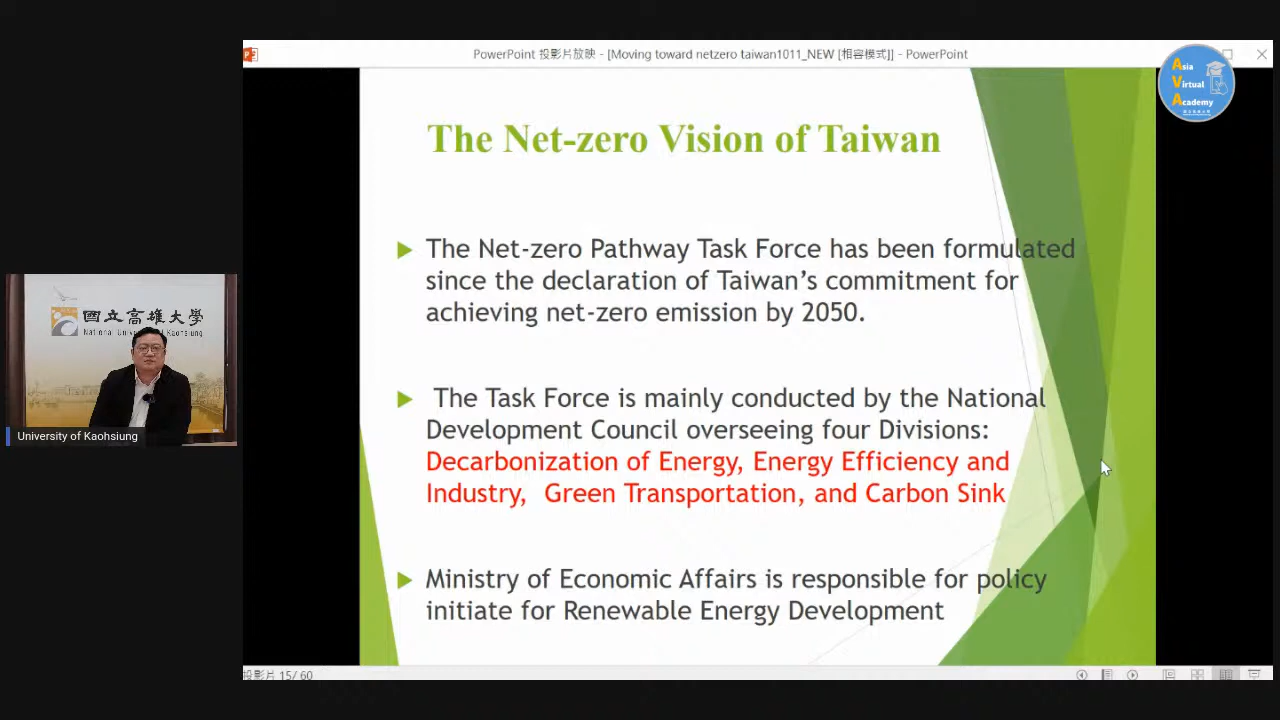 PowerPoint 投影片放映 - [Moving toward netzero taiwan1011_NEW [相容模式]] - PowerPoint
Asia
Virtual
Academy
The Net-zero Vision of Taiwan
The Net-zero Pathway Task Force has been formulated
since the declaration of Taiwan’s commitment for
achieving net-zero emission by 2050.
The Task Force is mainly conducted by the National
Development Council overseeing four Divisions:
Decarbonization of Energy, Energy Efficiency and
Industry, Green Transportation, and Carbon Sink
Ministry of Economic Affairs is responsible for policy
initiate for Renewable Energy Development
國立高雄大學
National University of Kaohsiung
University of Kaohsiung
投影片 15/ 60